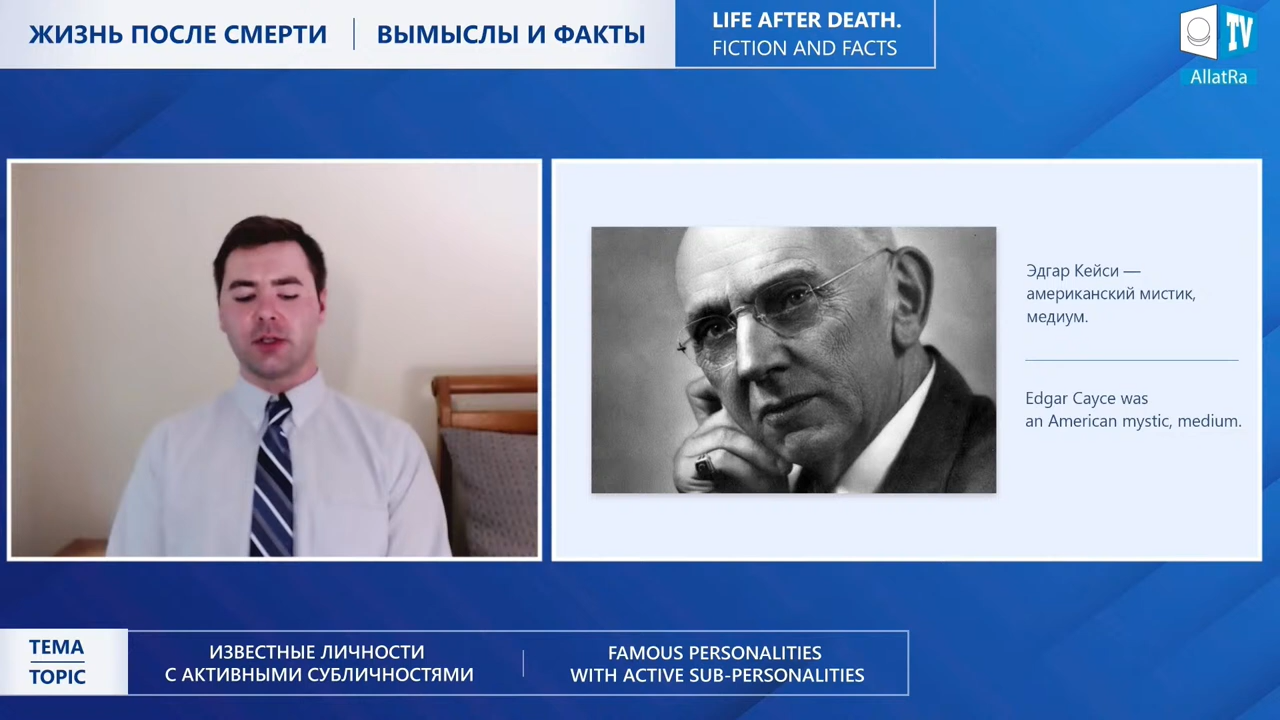 ЖИЗНЬ ПОСЛЕ СМЕРТИ
ВЫМЫСЛЫ И ФАКТЫ
LIFE AFTER DEATH.
FICTION AND FACTS
TV
AllatRa
Эдгар Кейси —
американский мистик,
медиум.
Edgar Cayce was
an American mystic, medium.
ТЕМА
TOPIC
ИЗВЕСТНЫЕ ЛИЧНОСТИ
С АКТИВНЫМИ СУБЛИЧНОСТЯМИ
FAMOUS PERSONALITIES
WITH ACTIVE SUB-PERSONALITIES